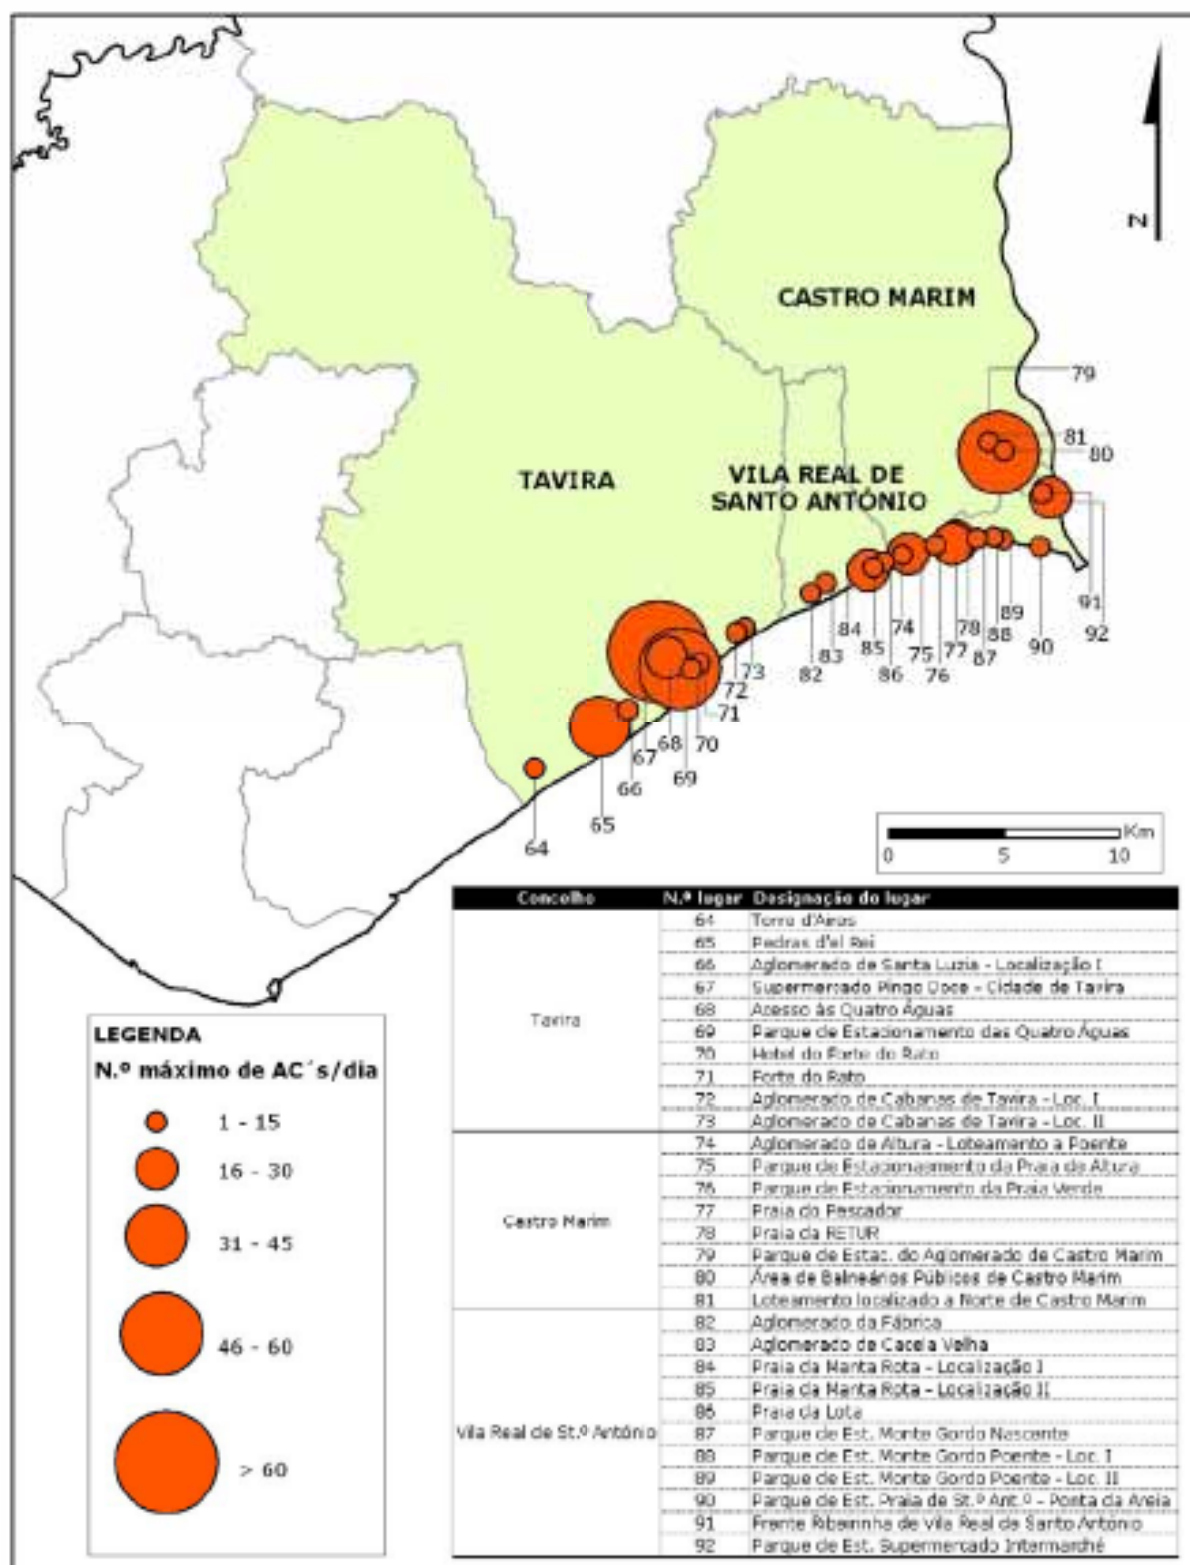 N
CASTRO MARIM
79
81
80
TAVIRA
VILA REAL DE
SANTO ANTÓNIO
91
92
90
89
88
78
87
77
76
75
74
86
85
84
83
82
73
72
71
70
69
68
67
66
65
64
Km
0 5 10
LEGENDA
N.º máximo de AC´s/dia
1 - 15
16 - 30
31 - 45
46 - 60
> 60
Concelho N.º lugar Designação do lugar
Tavira
64 Torre d'Aires
65 Pedras d'el Rei
66 Aglomerado de Santa Luzia - Localização I
67 Supermercado Pingo Doce - Cidade de Tavira
68 Acesso às Quatro Águas
69 Parque de Estacionamento das Quatro Águas
70 Hotel do Forte do Rato
71 Forte do Rato
72 Aglomerado de Cabanas de Tavira - Loc. I
73 Aglomerado de Cabanas de Tavira - Loc. II
Castro Marim
74 Aglomerado de Altura - Loteamento a Poente
75 Parque de Estacionaemento da Praia de Altura
76 Parque de Estacionamento da Praia Verde
77 Praia do Pescador
78 Praia da RETUR
79 Parque de Estac. do Aglomerado de Castro Marim
80 Área de Balneários Públicos de Castro Marim
81 Loteamento localizado a Norte de Castro Marim
Vila Real de St.º António
82 Aglomerado da Fábrica
83 Aglomerado de Cacela Velha
84 Praia da Manta Rota - Localização I
85 Praia da Manta Rota - Localização II
86 Praia da Lota
87 Parque de Est. Monte Gordo Nascente
88 Parque de Est. Monte Gordo Poente - Loc. I
89 Parque de Est. Monte Gordo Poente - Loc. II
90 Parque de Est. Praia de St.º Ant.º - Ponta da Areia
91 Frente Ribeirinha de Vila Real de Santo António
92 Parque de Est. Supermercado Intermarché